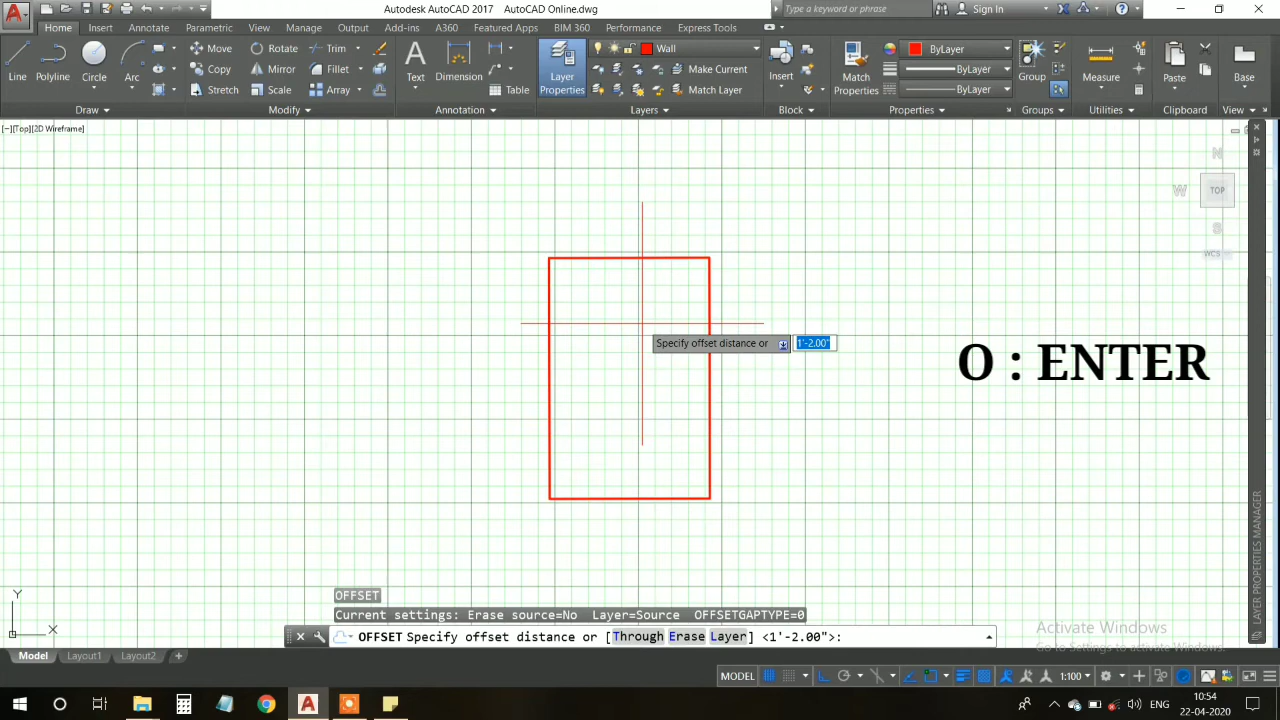 Autodesk AutoCAD 2017 AutoCAD Online.dwg
Type a keyword or phrase
Sign In
Home Insert Annotate Parametric View Manage Output Add-ins A360 Featured Apps BIM 360 Performance Express Tools
Line Polyline Circle Arc
Move Rotate Trim
Copy Mirror Fillet
Stretch Scale Array
Text Dimension Table
Layer Properties
Wall
Make Current
Match Layer
Insert
Match Properties
ByLayer
ByLayer
ByLayer
Group
Measure
Paste
Base
Draw Modify Annotation Layers Block Properties Groups Utilities Clipboard View
[−][Top][2D Wireframe]
N
W TOP
S
WCS
Specify offset distance or 1'-2.00"
O : ENTER
LAYER PROPERTIES MANAGER
Y
X
OFFSET
Current settings: Erase source=No Layer=Source OFFSETGAPTYPE=0
OFFSET Specify offset distance or [Through Erase Layer] <1'-2.00">:
Activate Windows
Go to Settings to activate Windows.
Model Layout1 Layout2 +
MODEL 1:100
ENG
10:54
22-04-2020